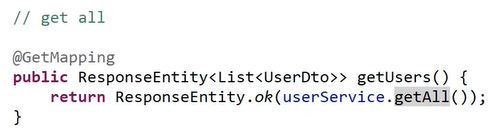 // get all
@GetMapping
public ResponseEntity<List<UserDto>> getUsers() {
    return ResponseEntity.ok(userService.getAll());
}